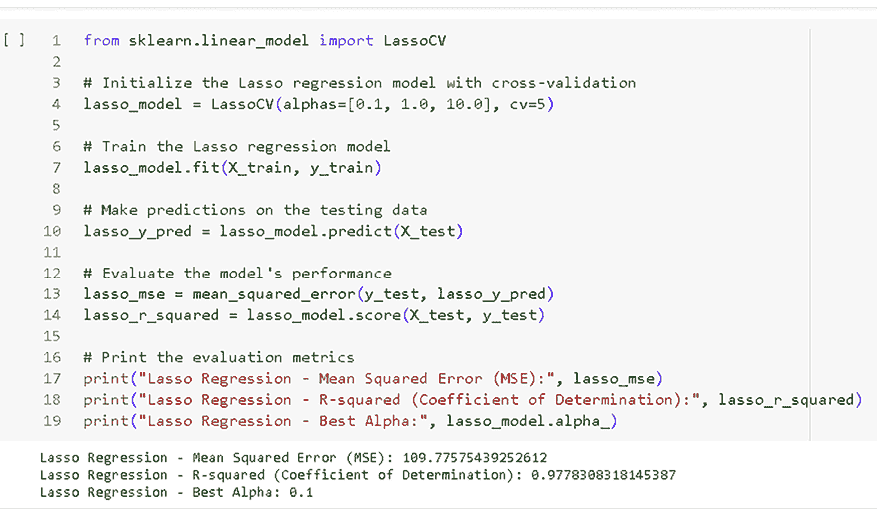 [ ] 1 from sklearn.linear_model import LassoCV
2
3 # Initialize the Lasso regression model with cross-validation
4 lasso_model = LassoCV(alphas=[0.1, 1.0, 10.0], cv=5)
5
6 # Train the Lasso regression model
7 lasso_model.fit(X_train, y_train)
8
9 # Make predictions on the testing data
10 lasso_y_pred = lasso_model.predict(X_test)
11
12 # Evaluate the model's performance
13 lasso_mse = mean_squared_error(y_test, lasso_y_pred)
14 lasso_r_squared = lasso_model.score(X_test, y_test)
15
16 # Print the evaluation metrics
17 print("Lasso Regression - Mean Squared Error (MSE):", lasso_mse)
18 print("Lasso Regression - R-squared (Coefficient of Determination):", lasso_r_squared)
19 print("Lasso Regression - Best Alpha:", lasso_model.alpha_)
Lasso Regression - Mean Squared Error (MSE): 109.77575439252612
Lasso Regression - R-squared (Coefficient of Determination): 0.9778308318145387
Lasso Regression - Best Alpha: 0.1